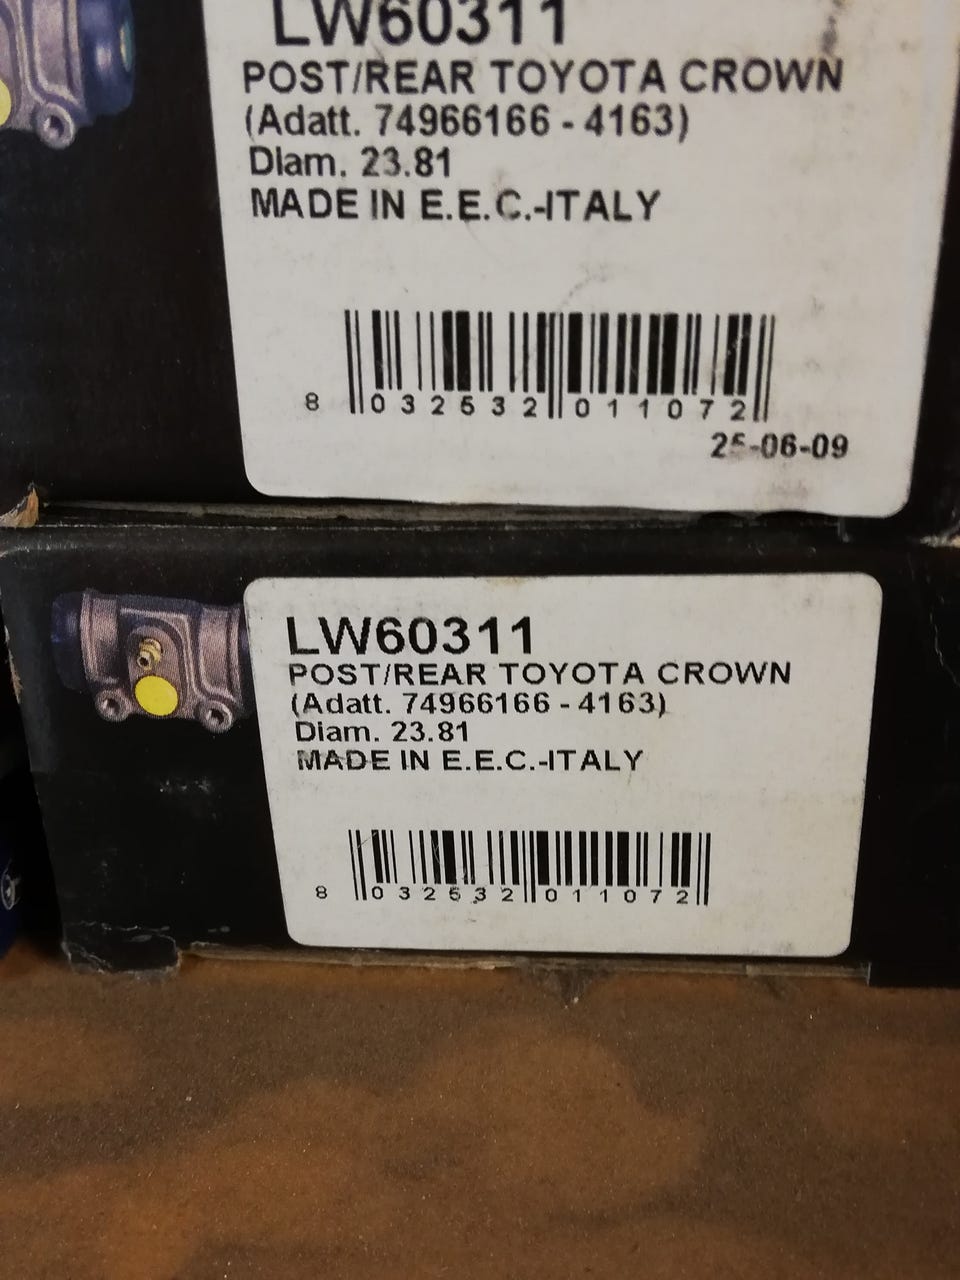 LW60311
POST/REAR TOYOTA CROWN
(Adatt. 74966166 - 4163)
Diam. 23.81
MADE IN E.E.C.-ITALY
8 032532 011072
25-06-09
LW60311
POST/REAR TOYOTA CROWN
(Adatt. 74966166 - 4163)
Diam. 23.81
MADE IN E.E.C.-ITALY
8 032532 011072